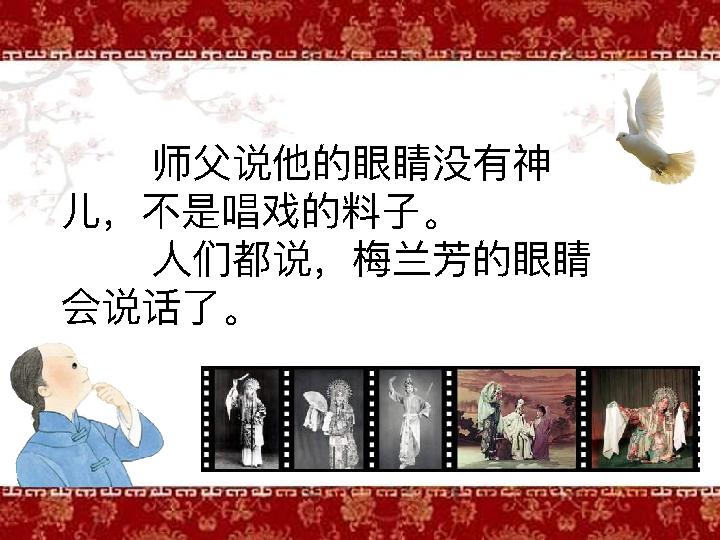 师父说他的眼睛没有神
儿，不是唱戏的料子。
人们都说，梅兰芳的眼睛
会说话了。